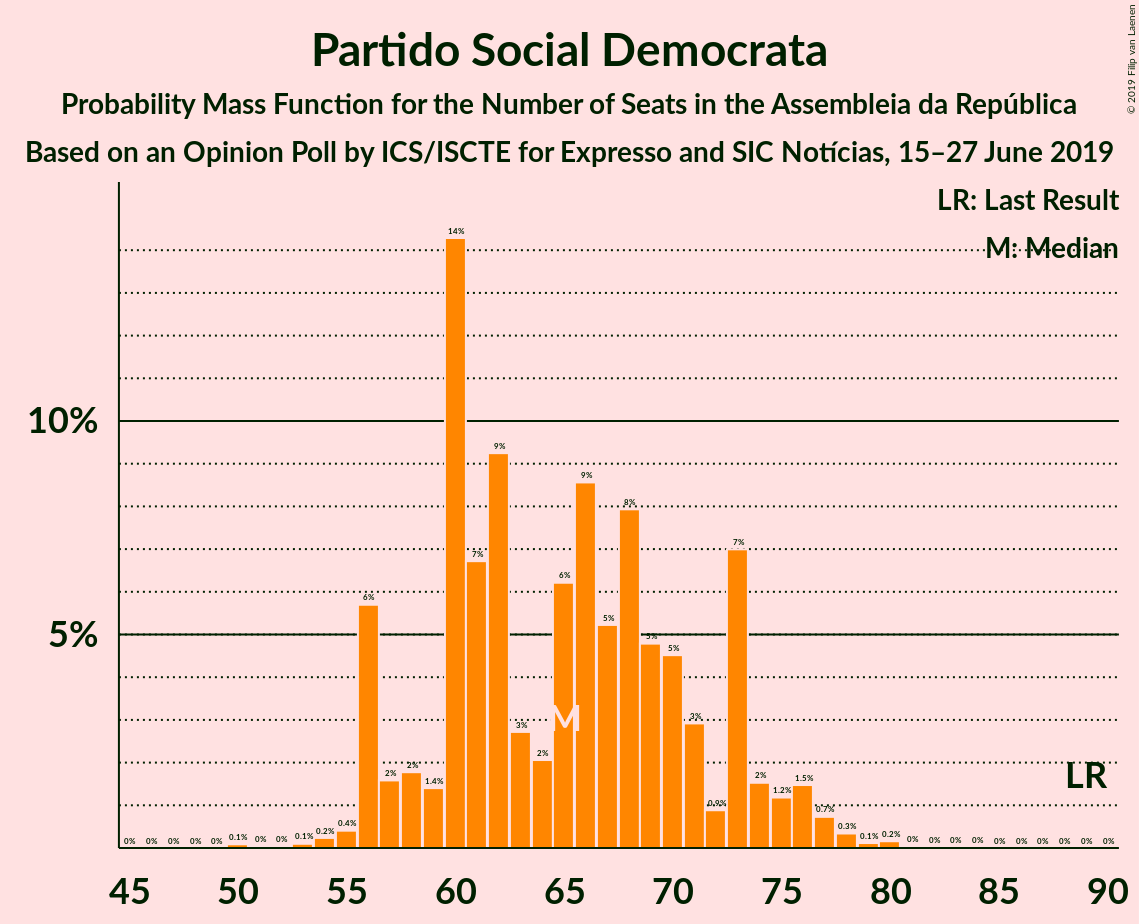 Partido Social Democrata
Probability Mass Function for the Number of Seats in the Assembleia da República
Based on an Opinion Poll by ICS/ISCTE for Expresso and SIC Notícias, 15–27 June 2019
© 2019 Filip van Laenen
LR: Last Result
M: Median
10%
5%
0% 0% 0% 0% 0% 0.1% 0% 0% 0.1% 0.2% 0.4% 6% 2% 2% 1.4% 14% 7% 9% 3% 2% 6% 9% 5% 8% 5% 5% 3% 0.9% 7% 2% 1.2% 1.5% 0.7% 0.3% 0.1% 0.2% 0% 0% 0% 0% 0% 0% 0% 0% 0% 0%
M
LR
45 50 55 60 65 70 75 80 85 90